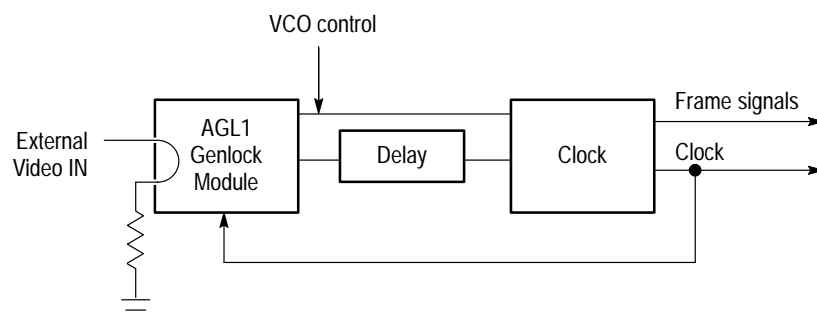 VCO control
External
Video IN
AGL1
Genlock
Module
Delay
Clock
Frame signals
Clock